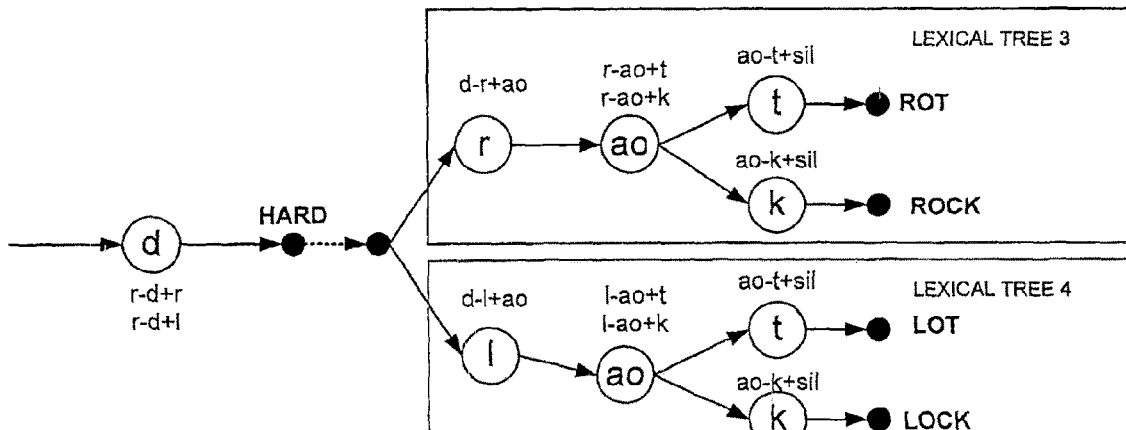 LEXICAL TREE 3
ao-t+sil
r-ao+t
d-r+ao
r-ao+k
t
ROT
r
ao
ao-k+sil
k
ROCK
HARD
d
r-d+r
r-d+l
LEXICAL TREE 4
ao-t+sil
d-l+ao
l-ao+t
l-ao+k
t
LOT
l
ao
ao-k+sil
k
LOCK